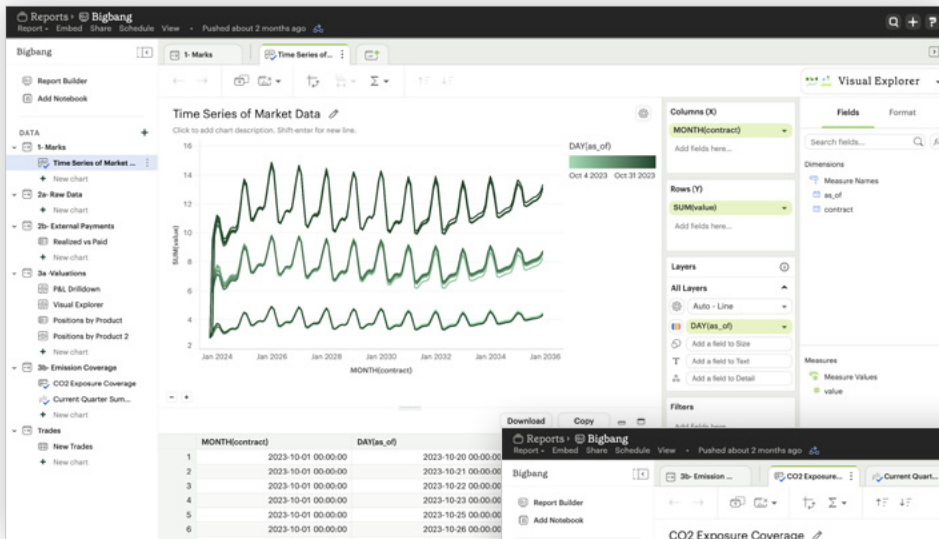 Reports › Bigbang
Report Embed Share Schedule View • Pushed about 2 months ago
Bigbang
1- Marks
Time Series of...
Report Builder
Add Notebook
DATA
1- Marks
Time Series of Market ...
New chart
2a- Raw Data
New chart
2b- External Payments
Realized vs Paid
New chart
3a -Valuations
P&L Drilldown
Visual Explorer
Positions by Product
Positions by Product 2
New chart
3b- Emission Coverage
CO2 Exposure Coverage
Current Quarter Sum...
New chart
Trades
New Trades
New chart
Time Series of Market Data
Click to add chart description. Shift-enter for new line.
16
14
12
10
8
6
4
2
SUM(value)
Jan 2024 Jan 2026 Jan 2028 Jan 2030 Jan 2032 Jan 2034 Jan 2036
MONTH(contract)
DAY(as_of)
Oct 4 2023 Oct 31 2023
Columns (X)
MONTH(contract)
Add fields here...
Rows (Y)
SUM(value)
Add fields here...
Layers
All Layers
Auto - Line
DAY(as_of)
Add a field to Size
T Add a field to Text
Add a field to Detail
Filters
Visual Explorer
Fields Format
Search fields...
Dimensions
Measure Names
as_of
contract
Measures
Measure Values
value
Download Copy
MONTH(contract) DAY(as_of)
1 2023-10-01 00:00:00 2023-10-20 00:00:00
2 2023-10-01 00:00:00 2023-10-21 00:00:00
3 2023-10-01 00:00:00 2023-10-22 00:00:00
4 2023-10-01 00:00:00 2023-10-23 00:00:00
5 2023-10-01 00:00:00 2023-10-25 00:00:00
6 2023-10-01 00:00:00 2023-10-26 00:00:00
Reports › Bigbang
Report Embed Share Schedule View • Pushed about 2 months ago
Bigbang
3b- Emission ...
CO2 Exposure...
Current Quart...
Report Builder
Add Notebook
CO2 Exposure Coverage